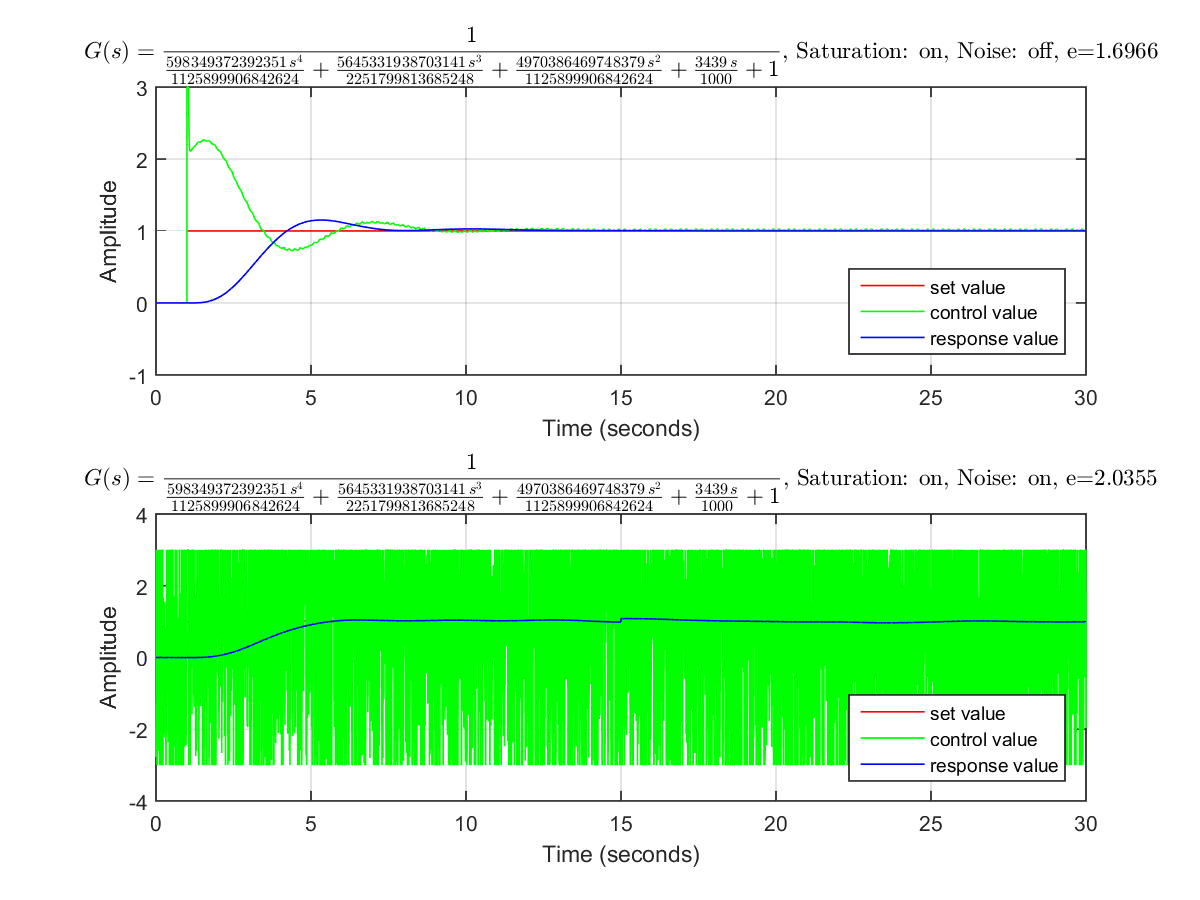 1
G(s) = 598349372392351 s^4/1125899906842624 + 5645331938703141 s^3/2251799813685248 + 4970386469748379 s^2/1125899906842624 + 3439 s/1000 + 1, Saturation: on, Noise: off, e=1.6966
3
2
1
0
-1
Amplitude
0 5 10 15 20 25 30
Time (seconds)
set value
control value
response value
1
G(s) = 598349372392351 s^4/1125899906842624 + 5645331938703141 s^3/2251799813685248 + 4970386469748379 s^2/1125899906842624 + 3439 s/1000 + 1, Saturation: on, Noise: on, e=2.0355
4
2
0
-2
-4
Amplitude
0 5 10 15 20 25 30
Time (seconds)
set value
control value
response value